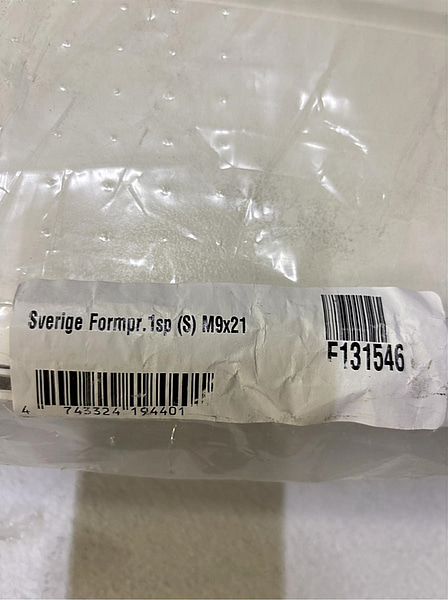 Sverige Formpr.1sp (S) M9x21
F131546
4 743324 194401